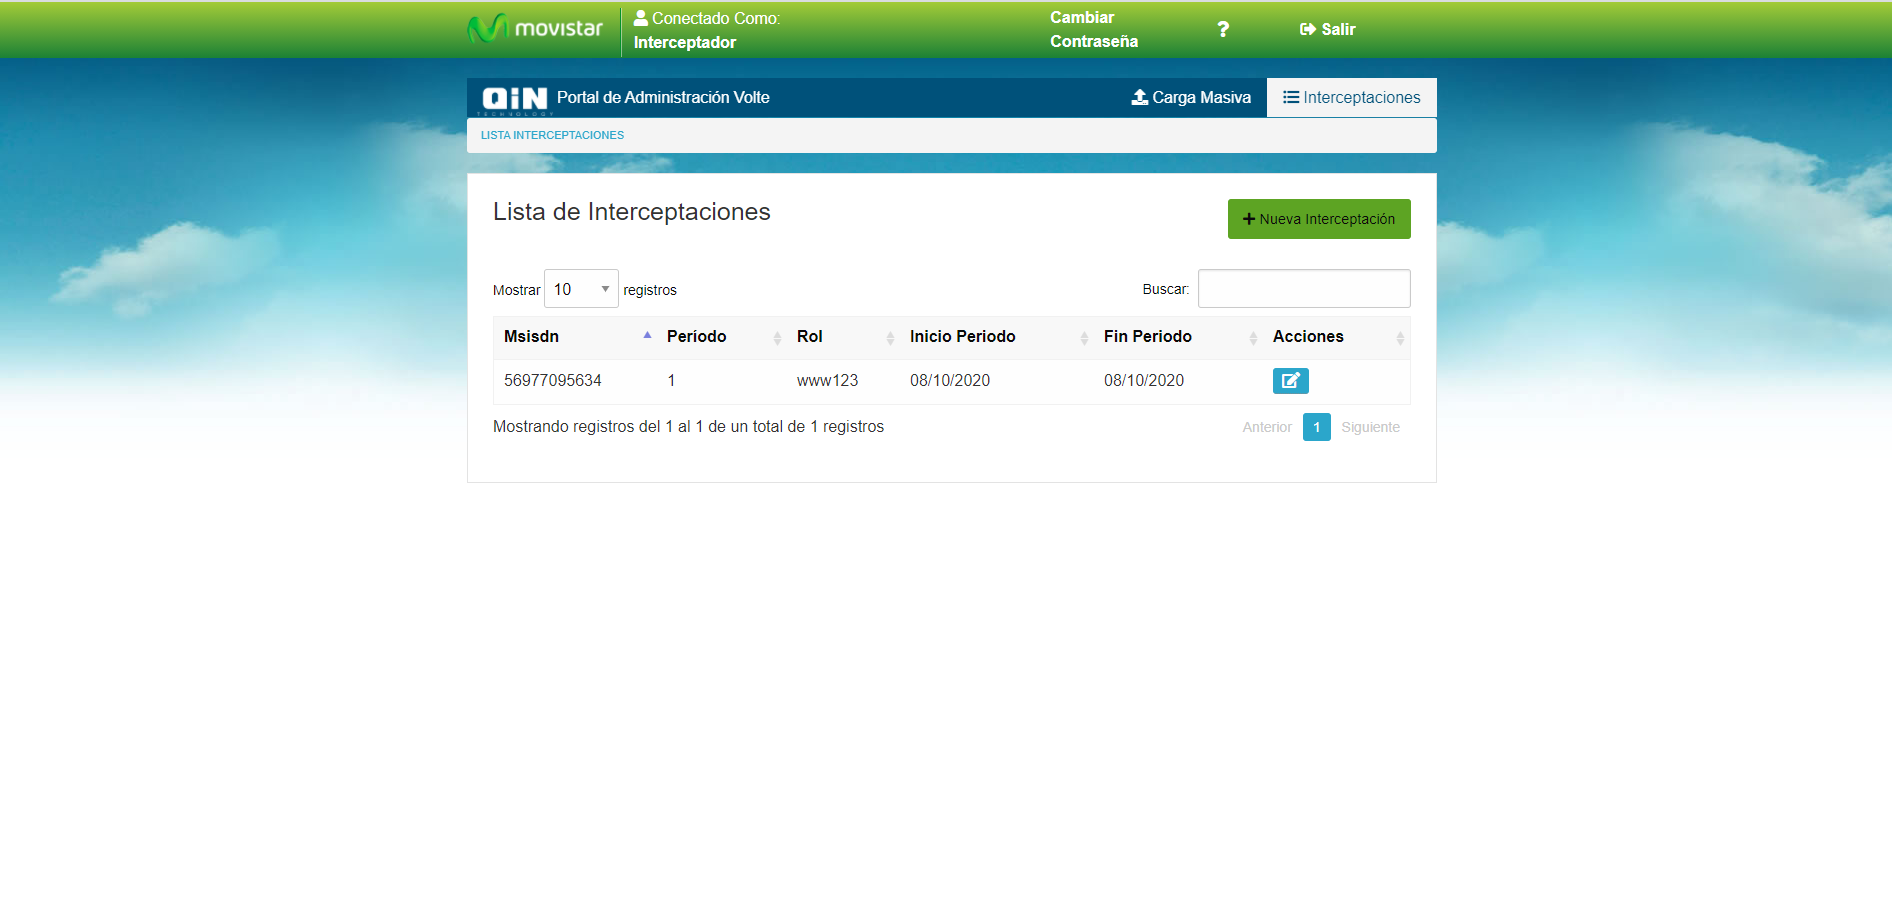 movistar
Conectado Como:
Interceptador
Cambiar
Contraseña
?
Salir
QiN
TECHNOLOGY
Portal de Administración Volte
Carga Masiva
Interceptaciones
LISTA INTERCEPTACIONES
Lista de Interceptaciones
+ Nueva Interceptación
Mostrar 10 registros
Buscar:
Msisdn Período Rol Inicio Periodo Fin Periodo Acciones
56977095634 1 www123 08/10/2020 08/10/2020
Mostrando registros del 1 al 1 de un total de 1 registros
Anterior 1 Siguiente